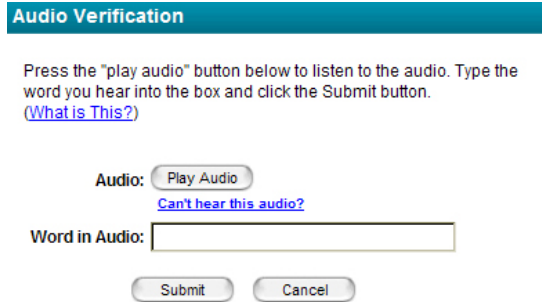 Audio Verification
Press the "play audio" button below to listen to the audio. Type the
word you hear into the box and click the Submit button.
(What is This?)
Audio: Play Audio
Can't hear this audio?
Word in Audio:
Submit Cancel